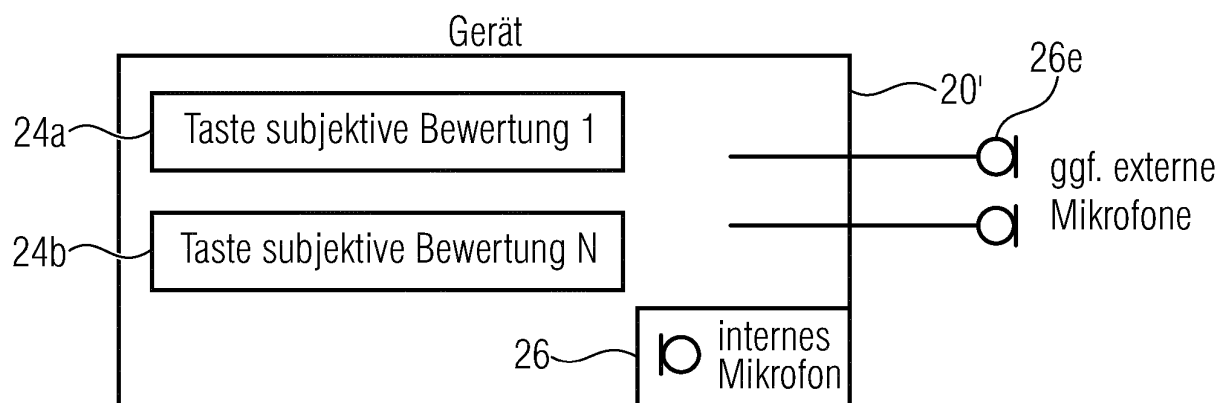 Gerät
20'
26e
24a
Taste subjektive Bewertung 1
ggf. externe
Mikrofone
24b
Taste subjektive Bewertung N
26
internes
Mikrofon